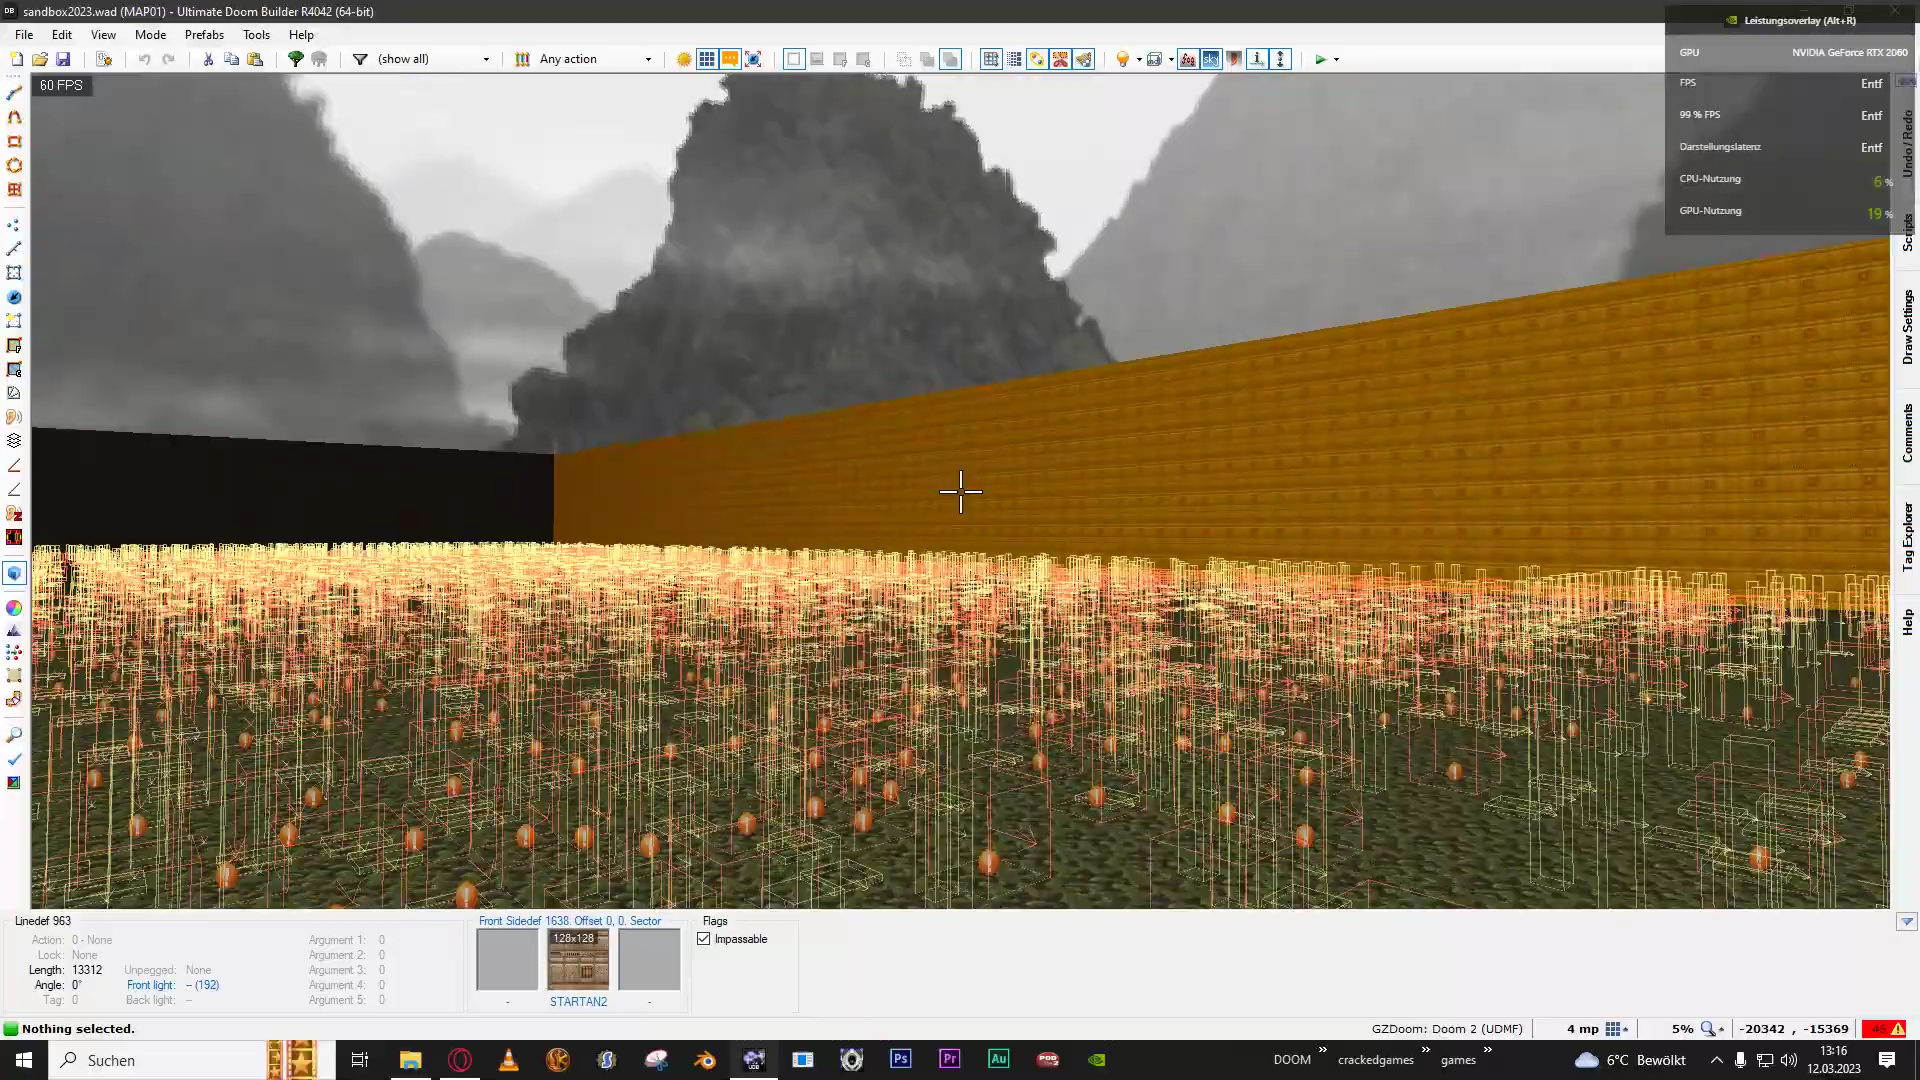 sandbox2023.wad (MAP01) - Ultimate Doom Builder R4042 (64-bit)
File Edit View Mode Prefabs Tools Help
(show all) Any action
60 FPS
Leistungsoverlay (Alt+R)
GPU NVIDIA GeForce RTX 2060
FPS Entf
99 % FPS Entf
Darstellungslatenz Entf
CPU-Nutzung 6 %
GPU-Nutzung 19 %
Undo / Redo
Scripts
Draw Settings
Comments
Tag Explorer
Help
Linedef 963
Action: 0 - None
Lock: None
Length: 13312
Angle: 0°
Tag: 0
Unpegged: None
Front light: -- (192)
Back light: --
Argument 1: 0
Argument 2: 0
Argument 3: 0
Argument 4: 0
Argument 5: 0
Front Sidedef 1638. Offset 0, 0. Sector
128x128
- STARTAN2 -
Flags
Impassable
Nothing selected.
GZDoom: Doom 2 (UDMF) 4 mp 5% -20342 , -15369
Suchen
DOOM crackedgames games
6°C Bewölkt
13:16
12.03.2023